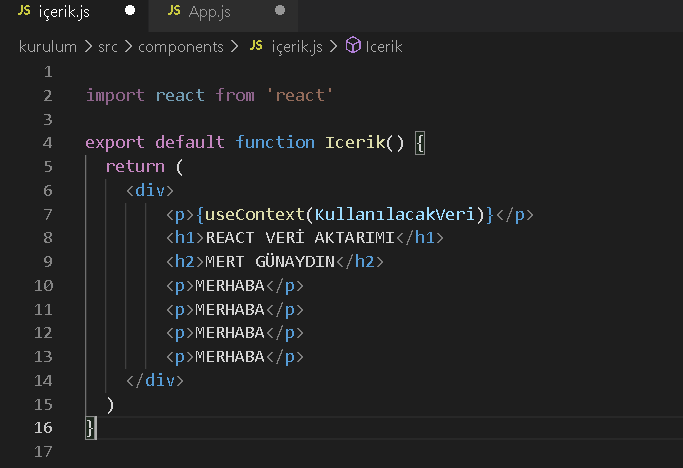 JS içerik.js JS App.js
kurulum > src > components > JS içerik.js > Icerik
1
2 import react from 'react'
3
4 export default function Icerik() {
5 return (
6 <div>
7 <p>{useContext(KullanılacakVeri)}</p>
8 <h1>REACT VERİ AKTARIMI</h1>
9 <h2>MERT GÜNAYDIN</h2>
10 <p>MERHABA</p>
11 <p>MERHABA</p>
12 <p>MERHABA</p>
13 <p>MERHABA</p>
14 </div>
15 )
16 }
17